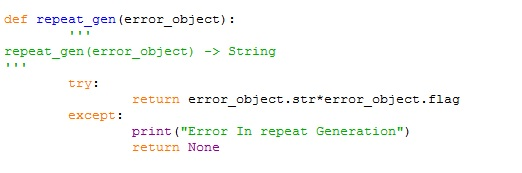 def repeat_gen(error_object):
'''
repeat_gen(error_object) -> String
'''
try:
return error_object.str*error_object.flag
except:
print("Error In repeat Generation")
return None